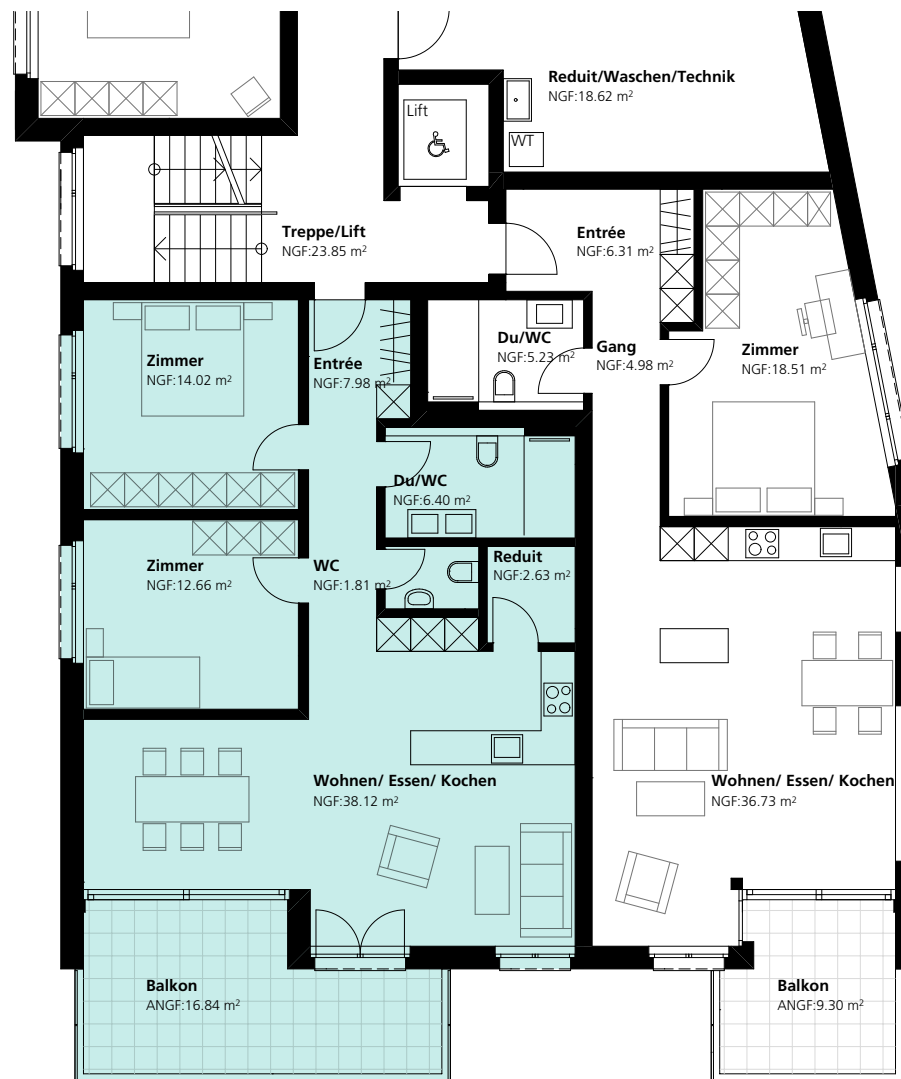 Reduit/Waschen/Technik
NGF:18.62 m²
Lift
WT
Treppe/Lift
NGF:23.85 m²
Entrée
NGF:6.31 m²
Zimmer
NGF:14.02 m²
Entrée
NGF:7.98 m²
Du/WC
NGF:5.23 m²
Gang
NGF:4.98 m²
Zimmer
NGF:18.51 m²
Du/WC
NGF:6.40 m²
Zimmer
NGF:12.66 m²
WC
NGF:1.81 m²
Reduit
NGF:2.63 m²
Wohnen/ Essen/ Kochen
NGF:38.12 m²
Wohnen/ Essen/ Kochen
NGF:36.73 m²
Balkon
ANGF:16.84 m²
Balkon
ANGF:9.30 m²